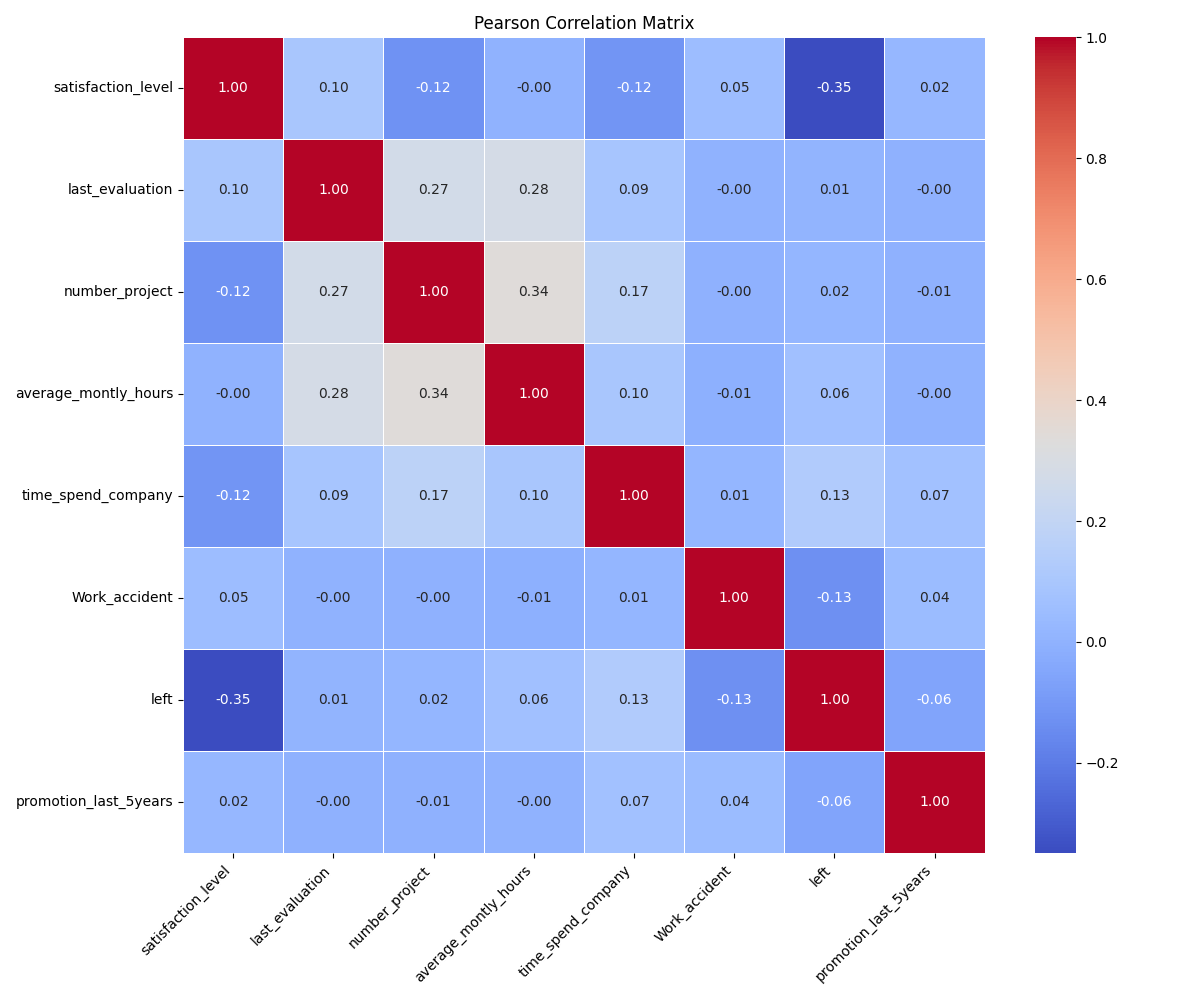 Pearson Correlation Matrix
satisfaction_level 1.00 0.10 -0.12 -0.00 -0.12 0.05 -0.35 0.02
last_evaluation 0.10 1.00 0.27 0.28 0.09 -0.00 0.01 -0.00
number_project -0.12 0.27 1.00 0.34 0.17 -0.00 0.02 -0.01
average_montly_hours -0.00 0.28 0.34 1.00 0.10 -0.01 0.06 -0.00
time_spend_company -0.12 0.09 0.17 0.10 1.00 0.01 0.13 0.07
Work_accident 0.05 -0.00 -0.00 -0.01 0.01 1.00 -0.13 0.04
left -0.35 0.01 0.02 0.06 0.13 -0.13 1.00 -0.06
promotion_last_5years 0.02 -0.00 -0.01 -0.00 0.07 0.04 -0.06 1.00
satisfaction_level
last_evaluation
number_project
average_montly_hours
time_spend_company
Work_accident
left
promotion_last_5years
1.0
0.8
0.6
0.4
0.2
0.0
−0.2